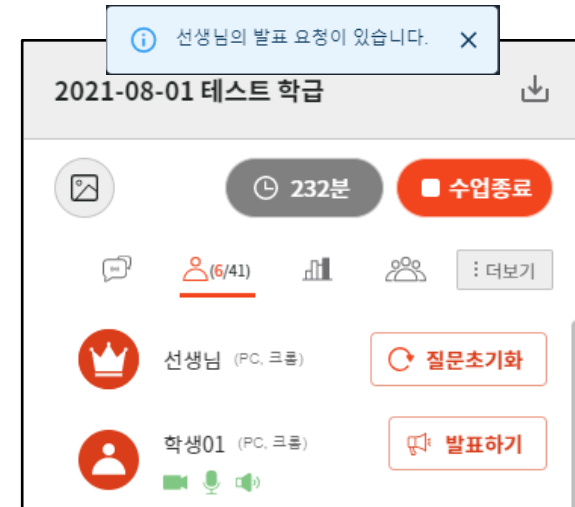 선생님의 발표 요청이 있습니다.
2021-08-01 테스트 학급
232분
수업종료
(6/41)
더보기
선생님 (PC, 크롬)
질문초기화
학생01 (PC, 크롬)
발표하기